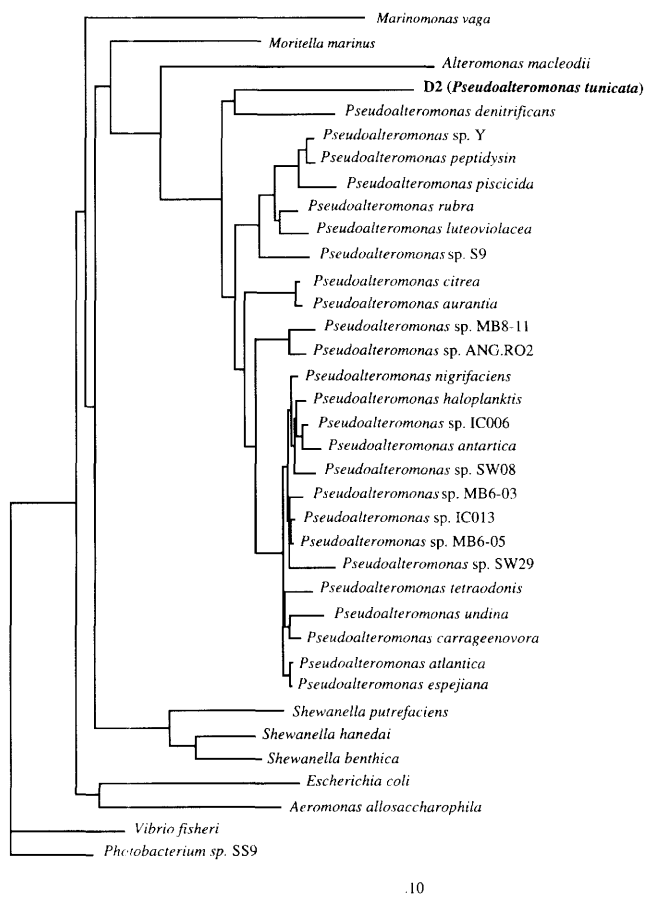 Marinomonas vaga
Moritella marinus
Alteromonas macleodii
D2 (Pseudoalteromonas tunicata)
Pseudoalteromonas denitrificans
Pseudoalteromonas sp. Y
Pseudoalteromonas peptidysin
Pseudoalteromonas piscicida
Pseudoalteromonas rubra
Pseudoalteromonas luteoviolacea
Pseudoalteromonas sp. S9
Pseudoalteromonas citrea
Pseudoalteromonas aurantia
Pseudoalteromonas sp. MB8-11
Pseudoalteromonas sp. ANG.RO2
Pseudoalteromonas nigrifaciens
Pseudoalteromonas haloplanktis
Pseudoalteromonas sp. IC006
Pseudoalteromonas antartica
Pseudoalteromonas sp. SW08
Pseudoalteromonas sp. MB6-03
Pseudoalteromonas sp. IC013
Pseudoalteromonas sp. MB6-05
Pseudoalteromonas sp. SW29
Pseudoalteromonas tetraodonis
Pseudoalteromonas undina
Pseudoalteromonas carrageenovora
Pseudoalteromonas atlantica
Pseudoalteromonas espejiana
Shewanella putrefaciens
Shewanella hanedai
Shewanella benthica
Escherichia coli
Aeromonas allosaccharophila
Vibrio fisheri
Photobacterium sp. SS9
.10